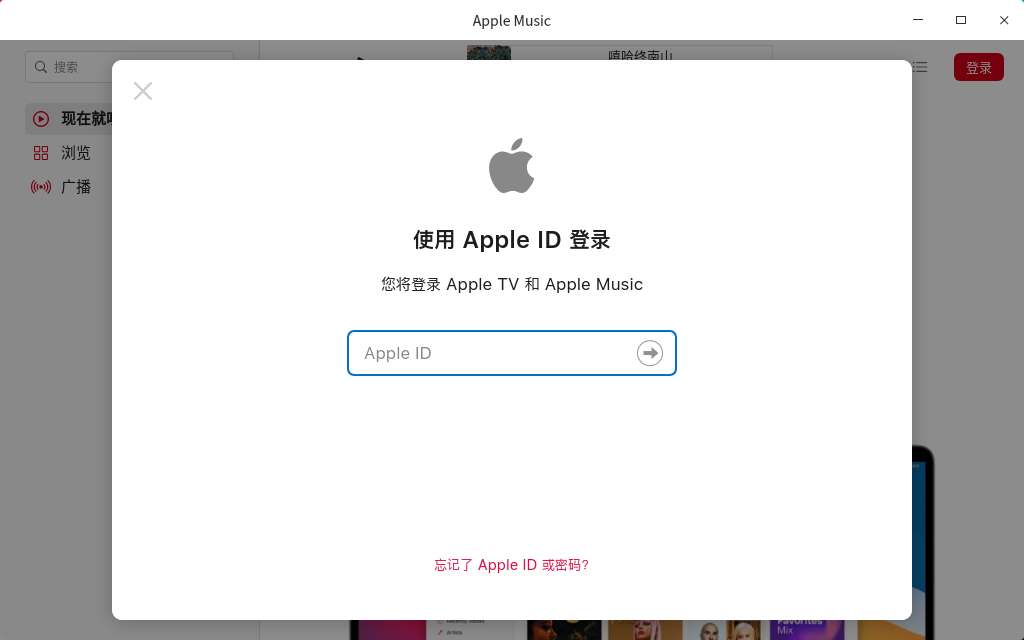 Apple Music
搜索
嘻哈终南山
登录
现在就听
浏览
广播
使用 Apple ID 登录
您将登录 Apple TV 和 Apple Music
Apple ID
忘记了 Apple ID 或密码?
Artists
Favorites
Mix